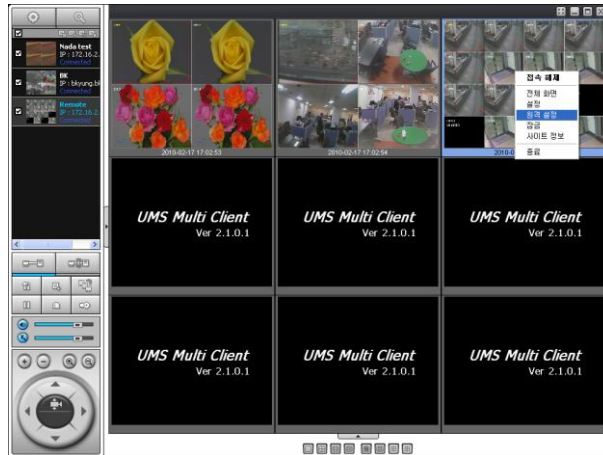 Nada test
IP : 172.16.2.
Connected
BK
IP : bkyung.bl
Connected
Remote
IP : 172.16.2
Connected
2010-02-17 17:02:53
2010-02-17 17:02:54
2010-0
접속 해제
전체 화면
설정
원격 설정
잠금
사이트 정보
종료
UMS Multi Client
Ver 2.1.0.1
UMS Multi Client
Ver 2.1.0.1
UMS Multi Client
Ver 2.1.0.1
UMS Multi Client
Ver 2.1.0.1
UMS Multi Client
Ver 2.1.0.1
UMS Multi Client
Ver 2.1.0.1